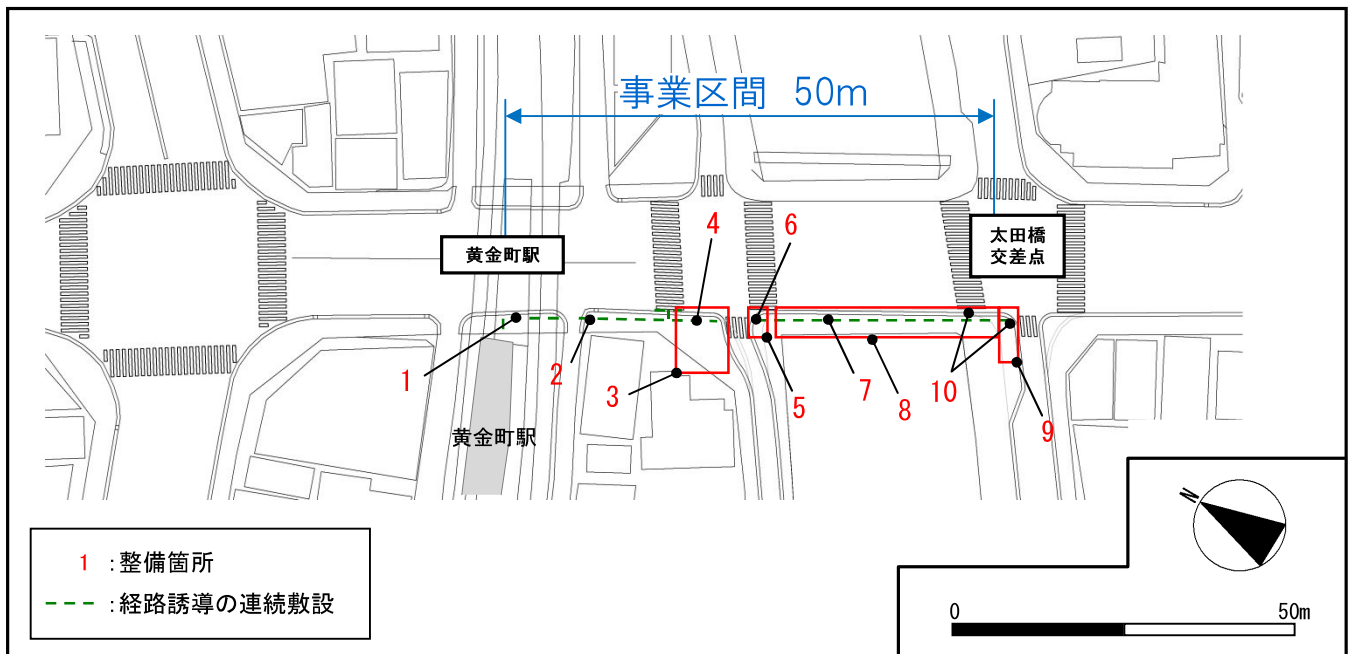 事業区間 50m
4
6
黄金町駅
太田橋
交差点
1
2
3
5
7
8
10
9
黄金町駅
N
1 :整備箇所
:経路誘導の連続敷設
0 50m